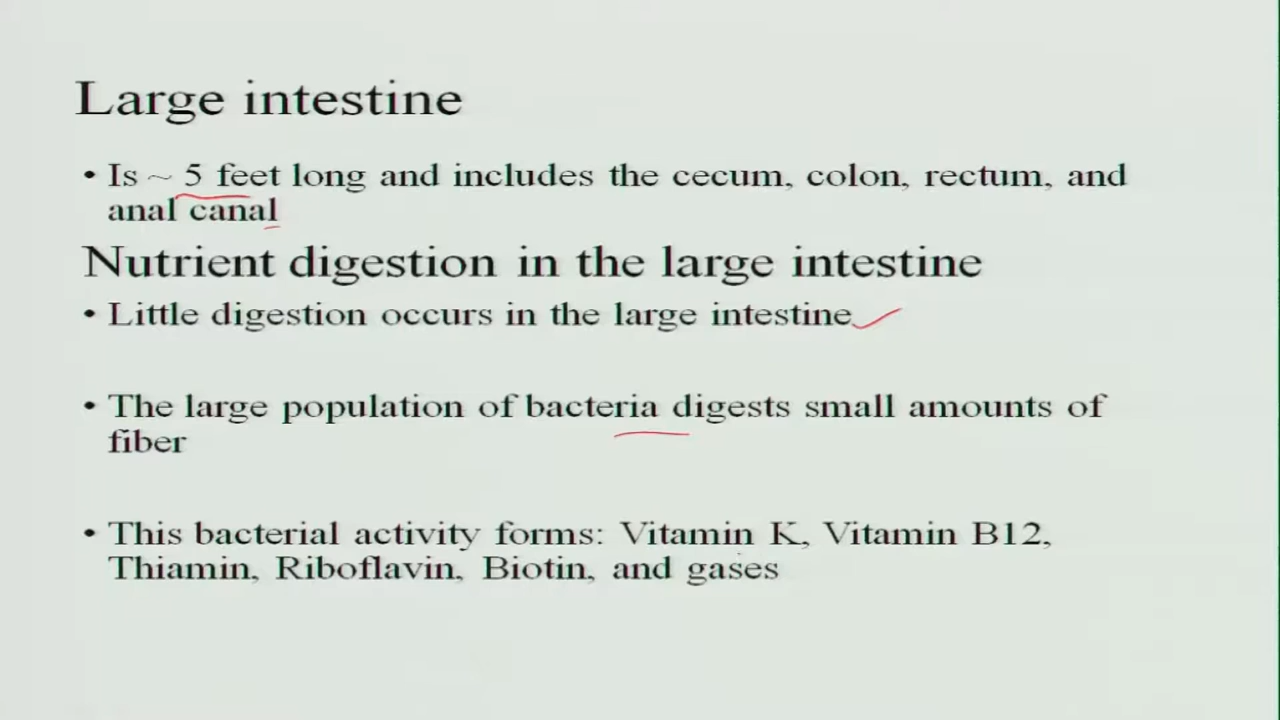 Large intestine
• Is ~ 5 feet long and includes the cecum, colon, rectum, and
anal canal
Nutrient digestion in the large intestine
• Little digestion occurs in the large intestine
• The large population of bacteria digests small amounts of
fiber
• This bacterial activity forms: Vitamin K, Vitamin B12,
Thiamin, Riboflavin, Biotin, and gases